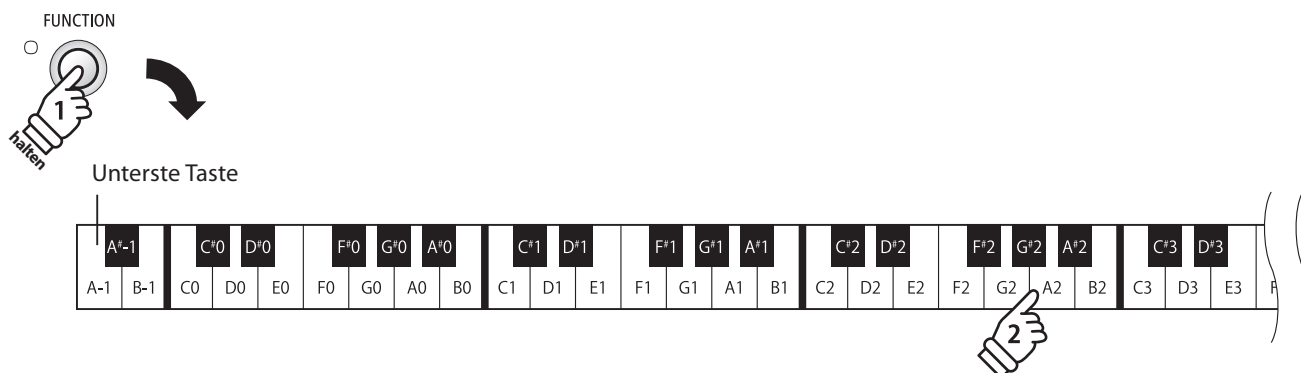 FUNCTION
1
halten
Unterste Taste
A#-1 C#0 D#0 F#0 G#0 A#0 C#1 D#1 F#1 G#1 A#1 C#2 D#2 F#2 G#2 A#2 C#3 D#3
A-1 B-1 C0 D0 E0 F0 G0 A0 B0 C1 D1 E1 F1 G1 A1 B1 C2 D2 E2 F2 G2 A2 B2 C3 D3 E3
2